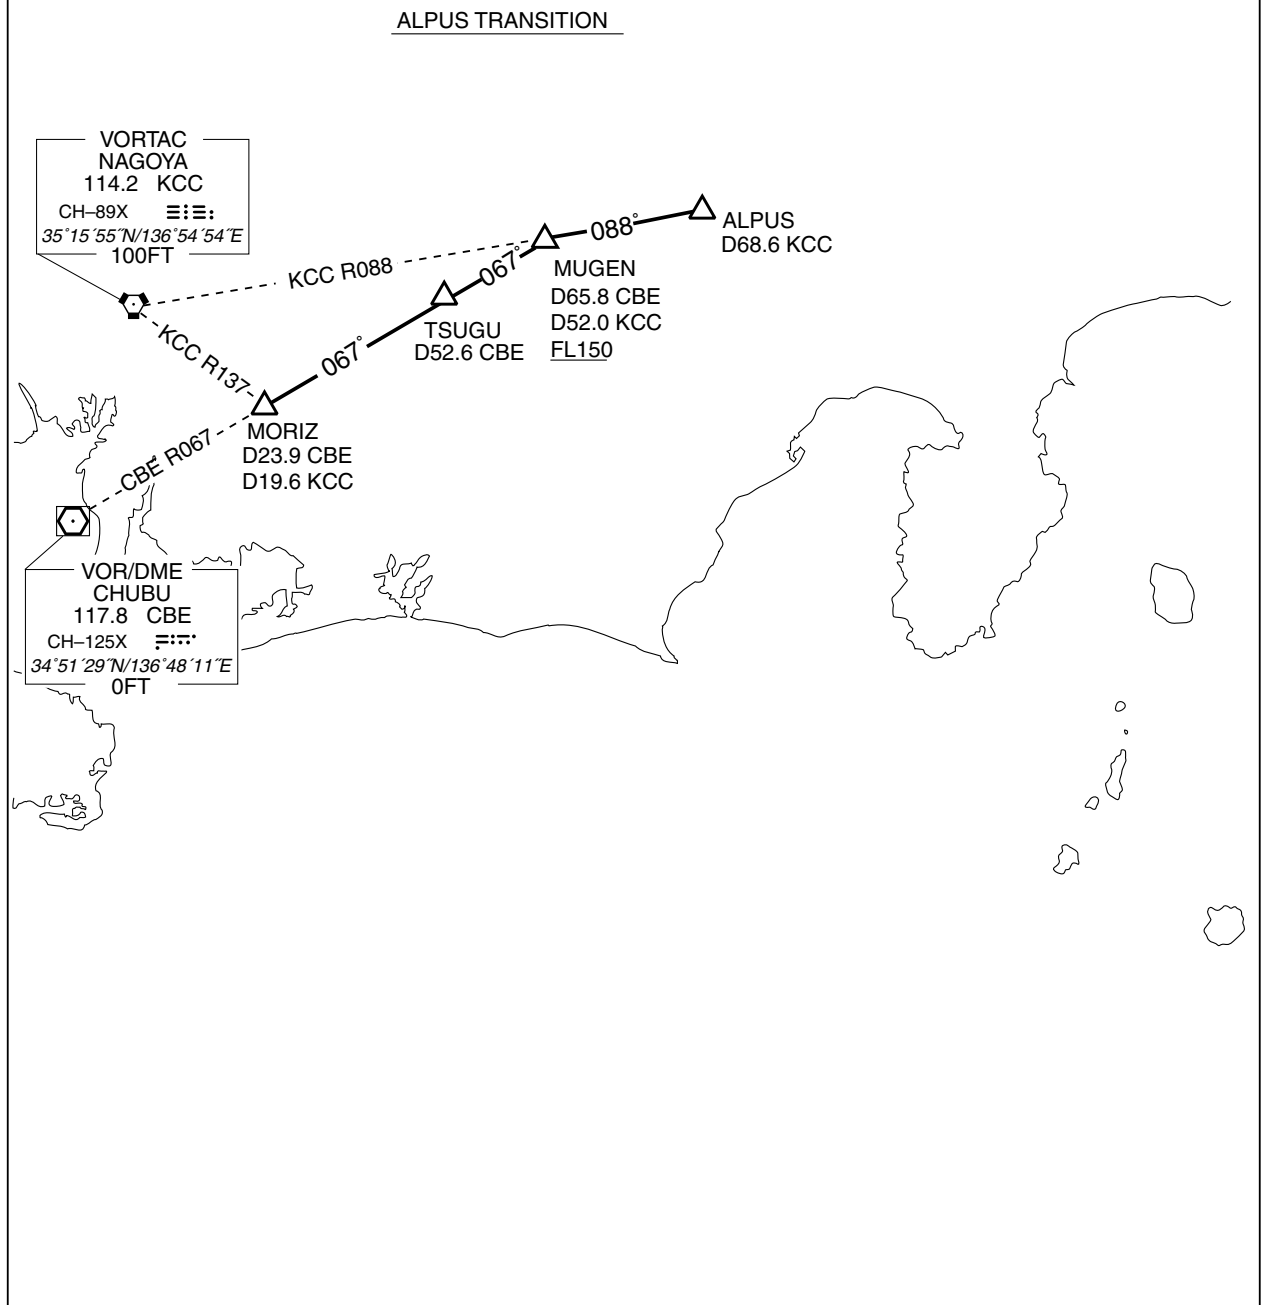 ALPUS TRANSITION
VORTAC
NAGOYA
114.2 KCC
CH–89X
35°15´55˝N/136°54´54˝E
100FT
KCC R088
088°
ALPUS
D68.6 KCC
067°
MUGEN
D65.8 CBE
D52.0 KCC
FL150
TSUGU
D52.6 CBE
KCC R137
067°
MORIZ
D23.9 CBE
D19.6 KCC
CBE R067
VOR/DME
CHUBU
117.8 CBE
CH–125X
34°51´29˝N/136°48´11˝E
0FT